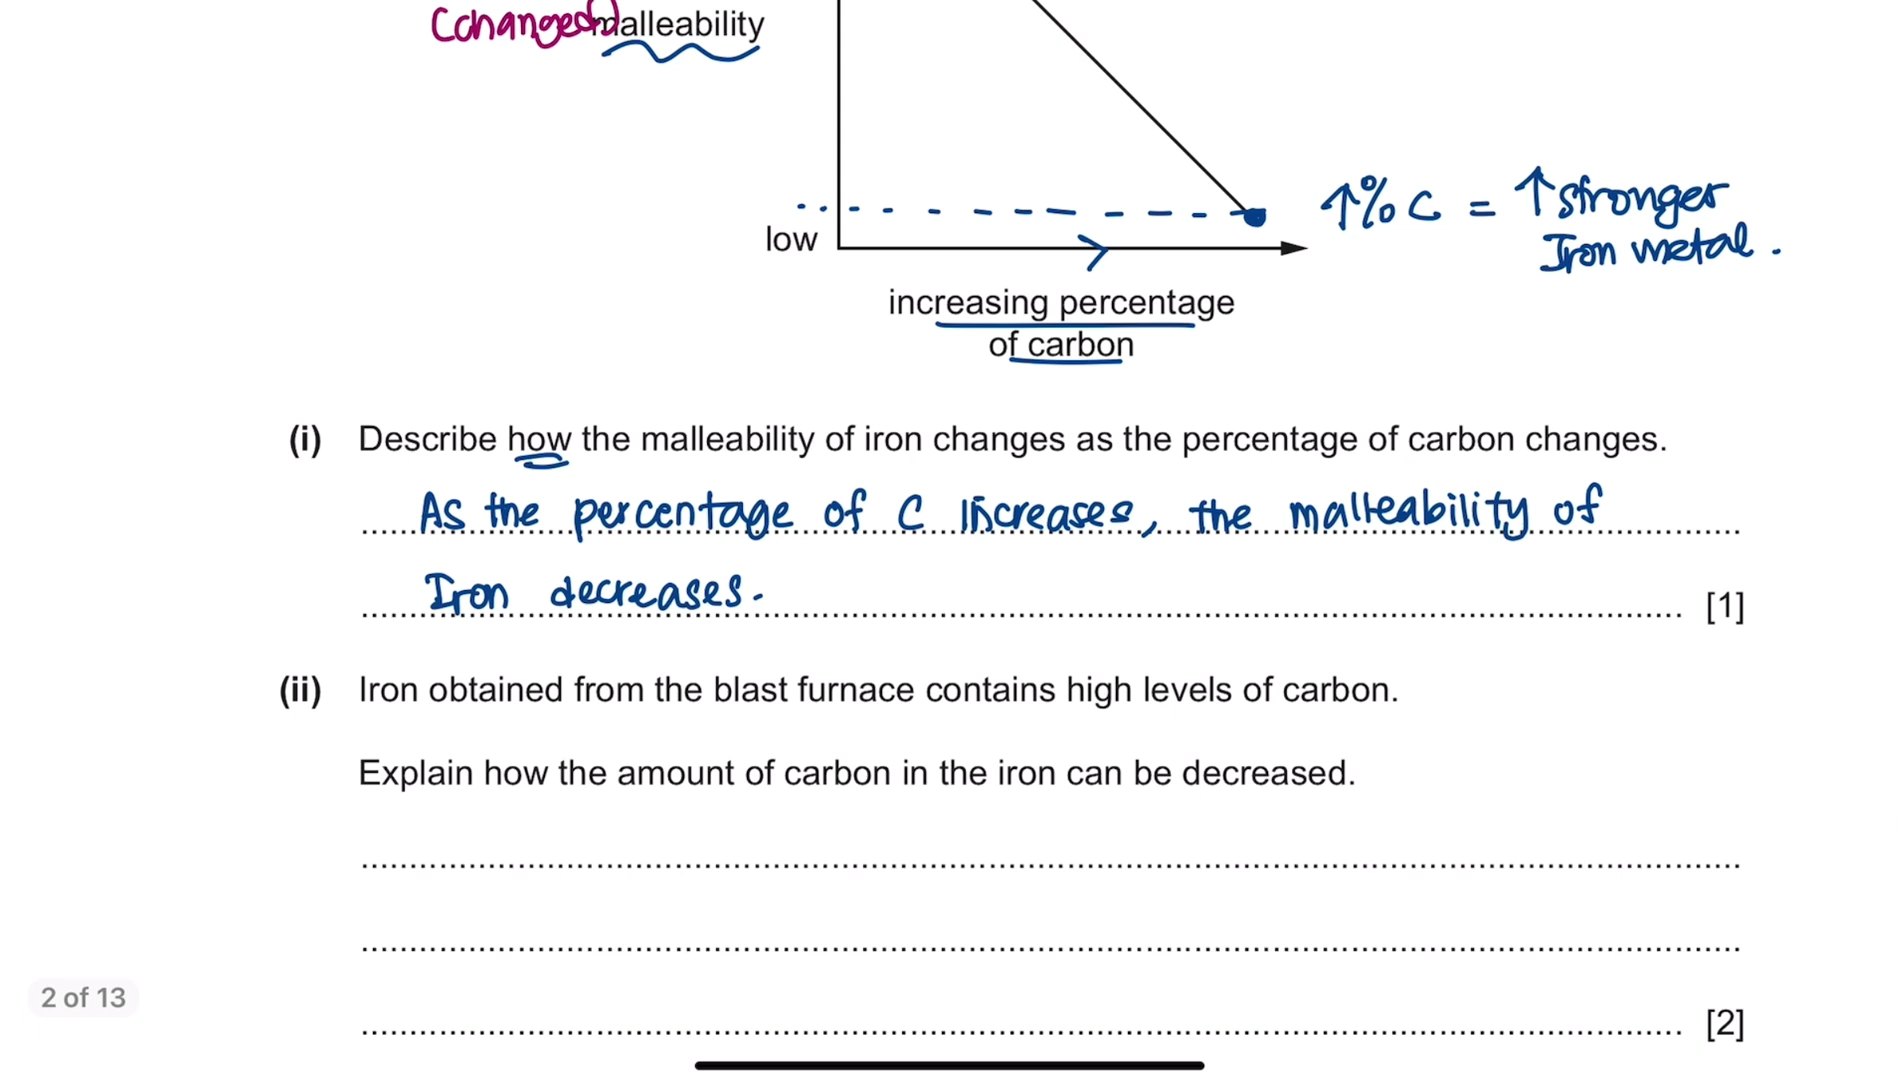 (changed) malleability
low
↑% C = ↑ stronger
Iron metal.
increasing percentage
of carbon
(i) Describe how the malleability of iron changes as the percentage of carbon changes.
As the percentage of C increases, the malleability of
Iron decreases.
[1]
(ii) Iron obtained from the blast furnace contains high levels of carbon.
Explain how the amount of carbon in the iron can be decreased.
2 of 13
[2]